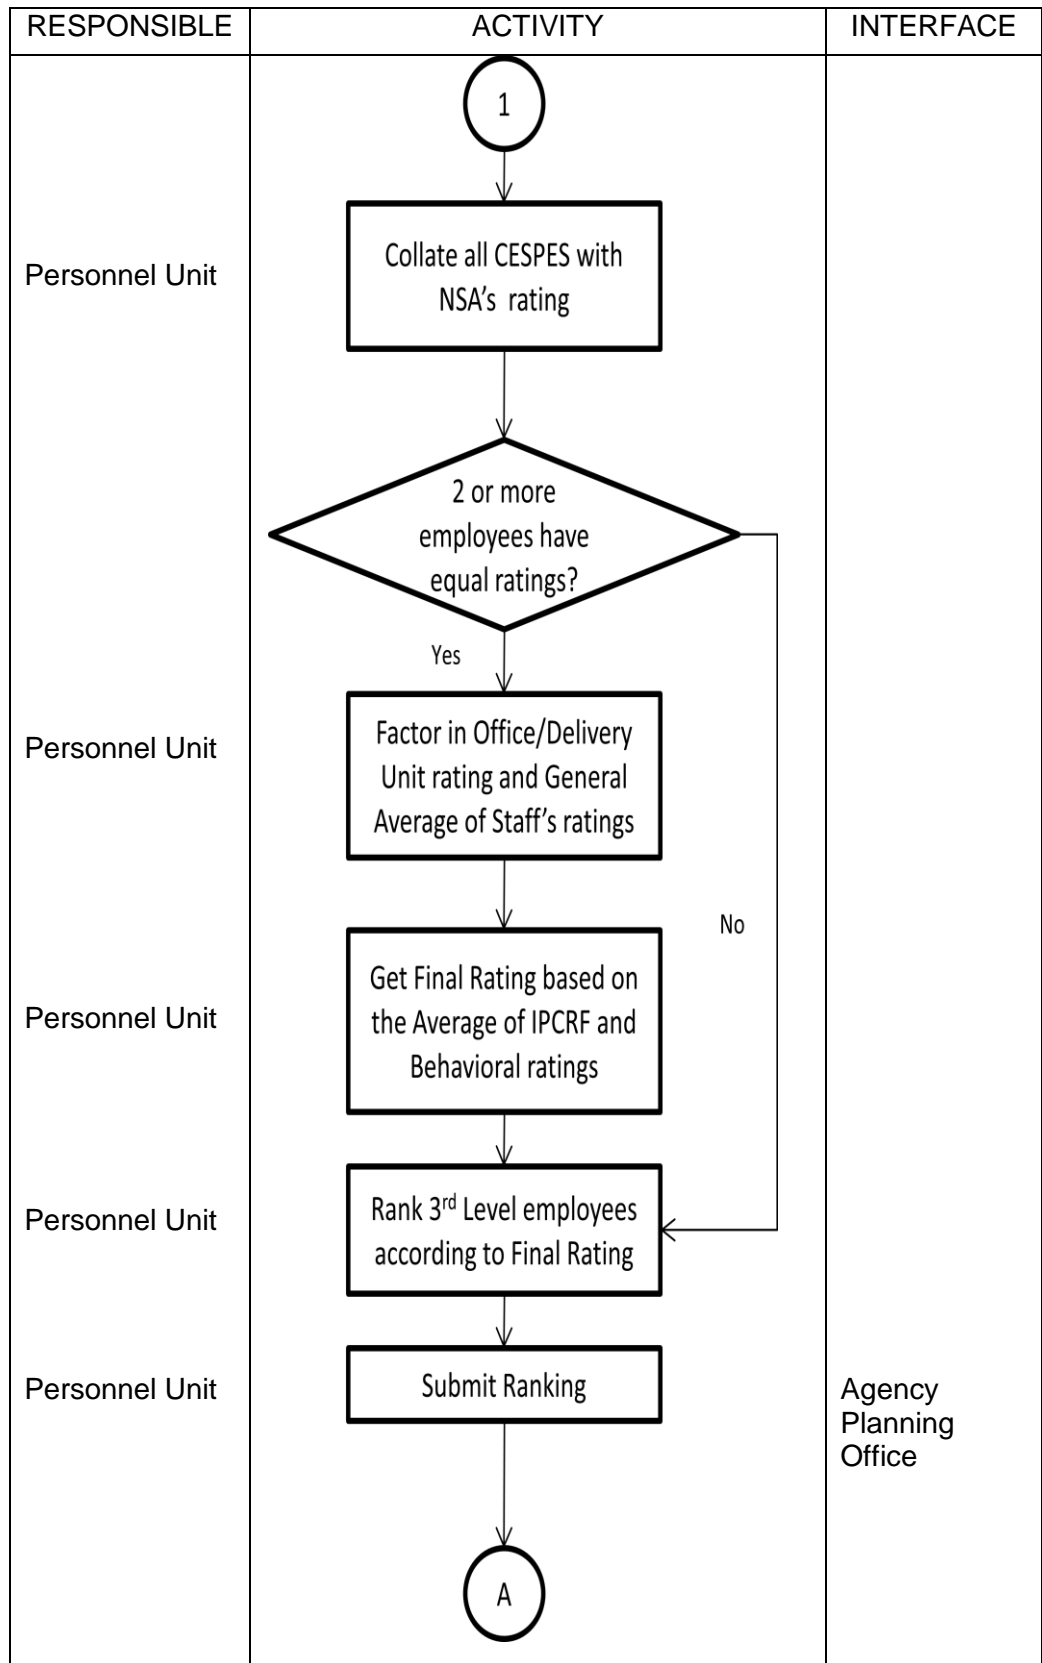 RESPONSIBLE ACTIVITY INTERFACE
1
Personnel Unit
Collate all CESPES with
NSA’s rating
2 or more
employees have
equal ratings?
Yes
Personnel Unit
Factor in Office/Delivery
Unit rating and General
Average of Staff’s ratings
No
Personnel Unit
Get Final Rating based on
the Average of IPCRF and
Behavioral ratings
Personnel Unit
Rank 3rd Level employees
according to Final Rating
Personnel Unit
Submit Ranking
Agency
Planning
Office
A